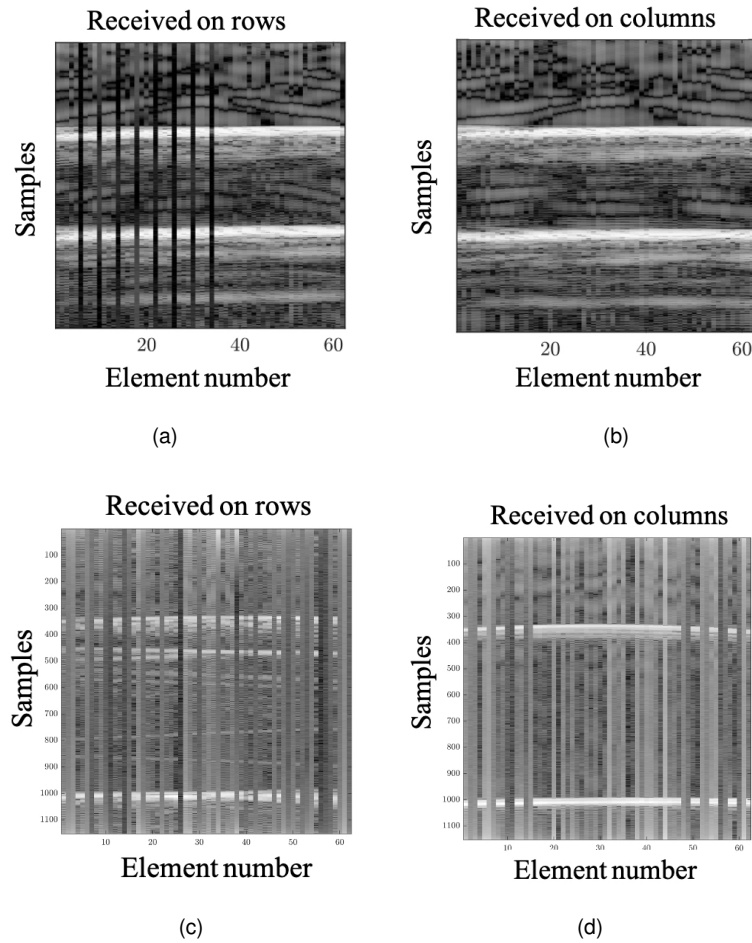 Received on rows
Samples
20 40 60
Element number
(a)
Received on columns
Samples
20 40 60
Element number
(b)
Received on rows
Samples
100
200
300
400
500
600
700
800
900
1000
1100
10 20 30 40 50 60
Element number
(c)
Received on columns
Samples
100
200
300
400
500
600
700
800
900
1000
1100
10 20 30 40 50 60
Element number
(d)